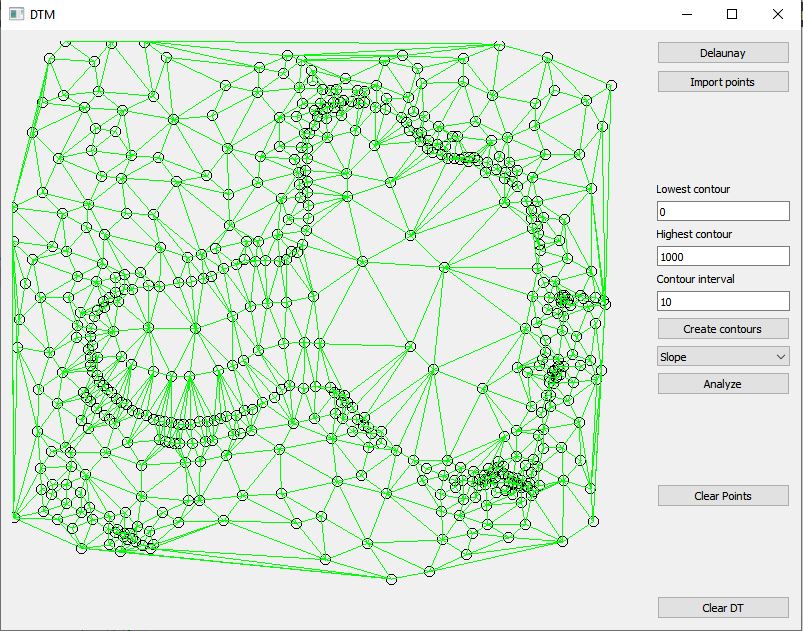 DTM
Delaunay
Import points
Lowest contour
0
Highest contour
1000
Contour interval
10
Create contours
Slope
Analyze
Clear Points
Clear DT